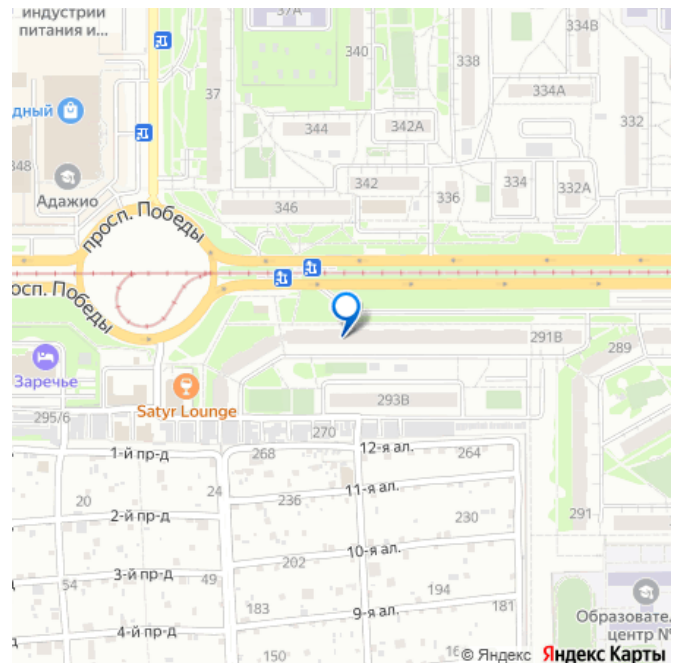 индустрии
питания и...
37А
340
338
334В
334А
332
37
344
342А
дный
348
Адажио
342
336
334
332А
346
просп. Победы
осп. Победы
291В
289
Заречье
Satyr Lounge
293В
295/6
270
1-й пр-д
268
12-я ал.
264
11-я ал.
20
24
236
2-й пр-д
230
291
10-я ал.
202
3-й пр-д
54
49
194
183
9-я ал.
181
Образовате...
центр №
4-й пр-д
150
16
© Яндекс Яндекс Карты